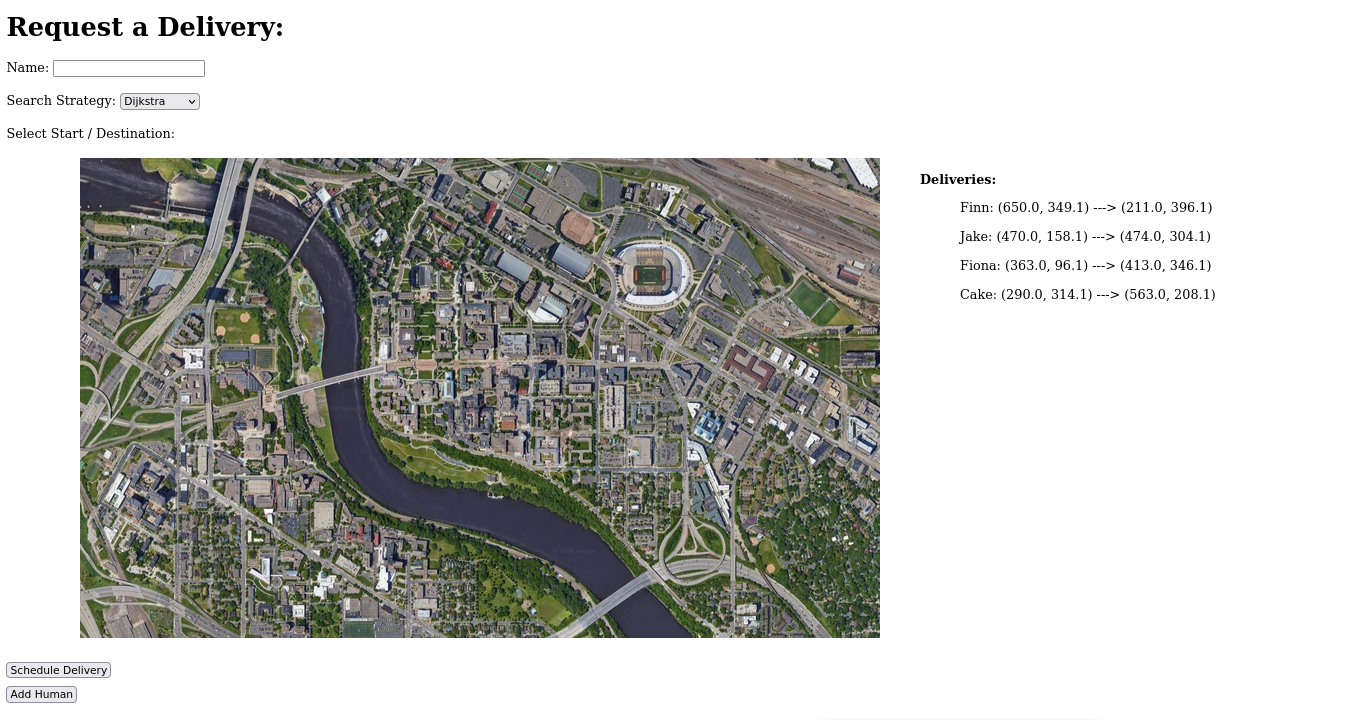 Request a Delivery:
Name:
Search Strategy: Dijkstra
Select Start / Destination:
Deliveries:
Finn: (650.0, 349.1) ---> (211.0, 396.1)
Jake: (470.0, 158.1) ---> (474.0, 304.1)
Fiona: (363.0, 96.1) ---> (413.0, 346.1)
Cake: (290.0, 314.1) ---> (563.0, 208.1)
Schedule Delivery
Add Human